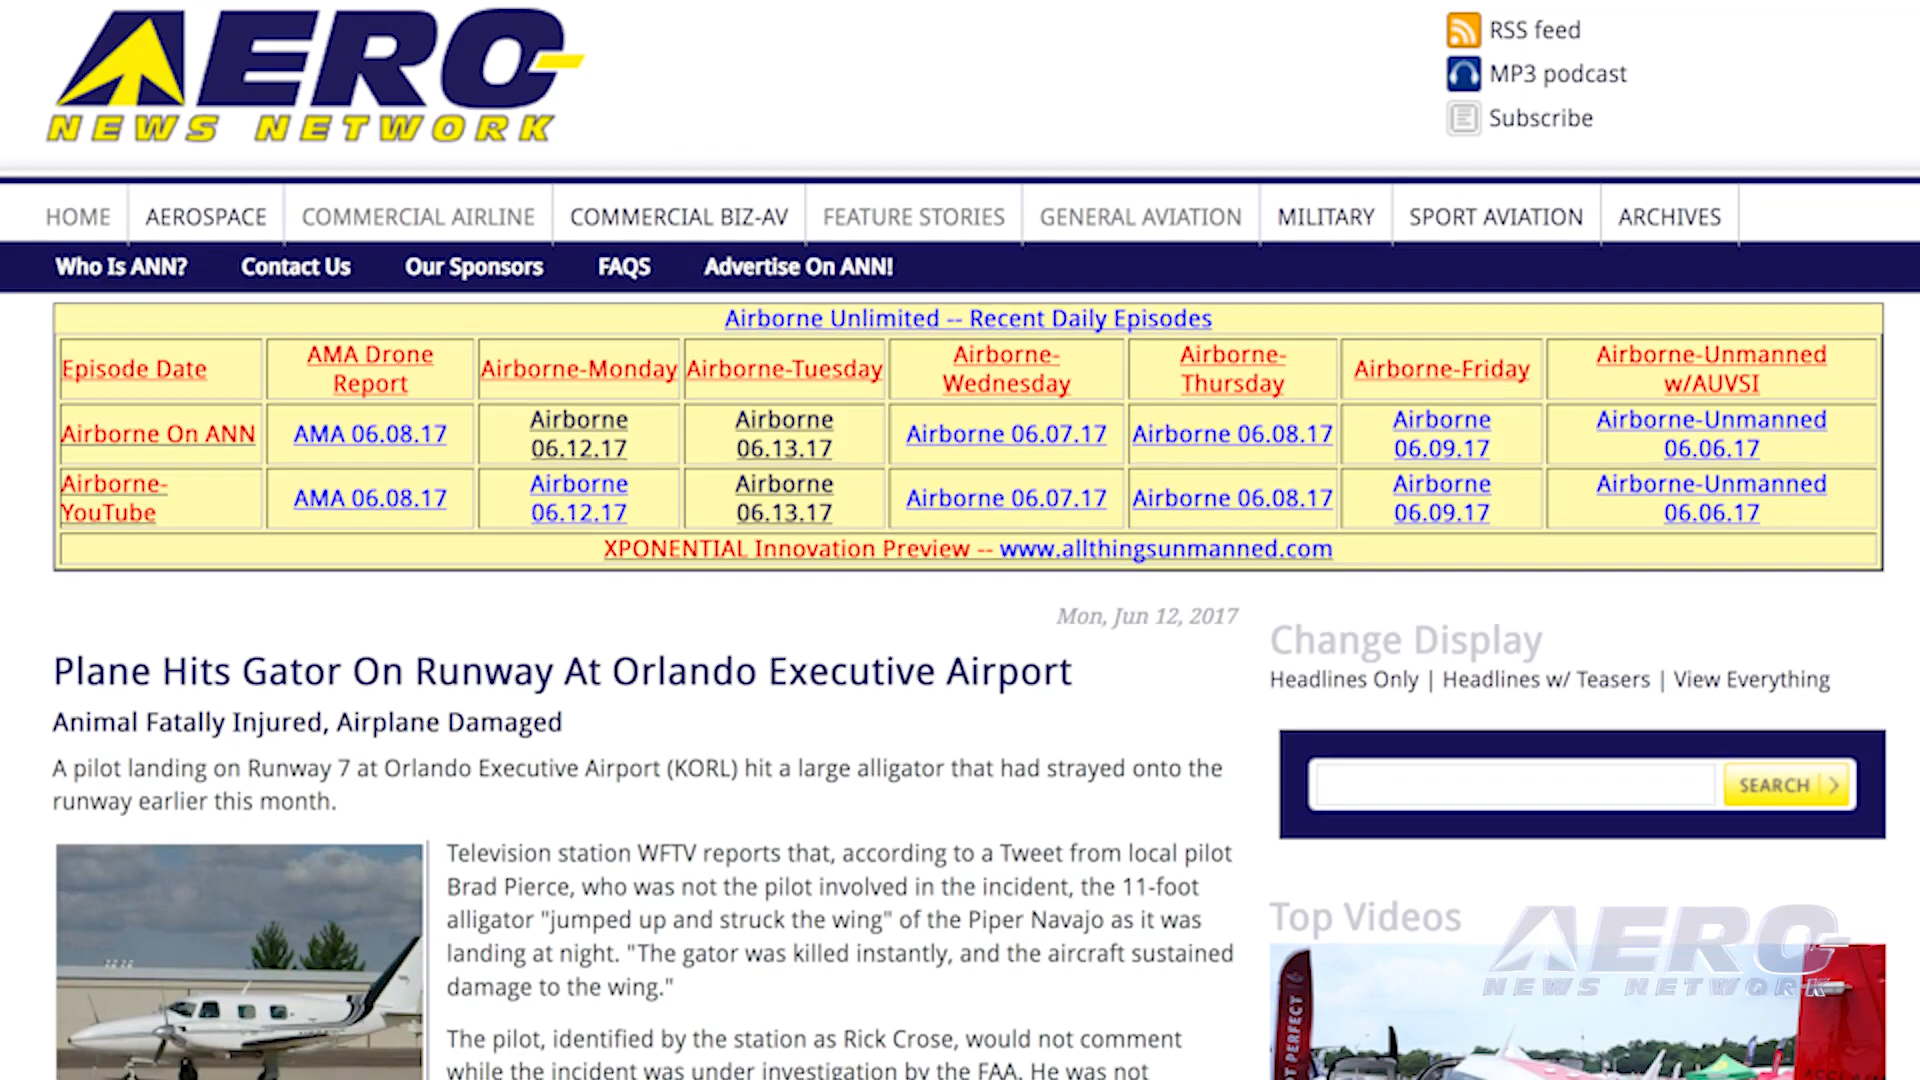 AERO
NEWS NETWORK
RSS feed
MP3 podcast
Subscribe
HOME AEROSPACE COMMERCIAL AIRLINE COMMERCIAL BIZ-AV FEATURE STORIES GENERAL AVIATION MILITARY SPORT AVIATION ARCHIVES
Who Is ANN? Contact Us Our Sponsors FAQS Advertise On ANN!
Airborne Unlimited -- Recent Daily Episodes
Episode Date AMA Drone Report Airborne-Monday Airborne-Tuesday Airborne-Wednesday Airborne-Thursday Airborne-Friday Airborne-Unmanned w/AUVSI
Airborne On ANN AMA 06.08.17 Airborne 06.12.17 Airborne 06.13.17 Airborne 06.07.17 Airborne 06.08.17 Airborne 06.09.17 Airborne-Unmanned 06.06.17
Airborne-YouTube AMA 06.08.17 Airborne 06.12.17 Airborne 06.13.17 Airborne 06.07.17 Airborne 06.08.17 Airborne 06.09.17 Airborne-Unmanned 06.06.17
XPONENTIAL Innovation Preview -- www.allthingsunmanned.com
Mon, Jun 12, 2017
Plane Hits Gator On Runway At Orlando Executive Airport
Animal Fatally Injured, Airplane Damaged
A pilot landing on Runway 7 at Orlando Executive Airport (KORL) hit a large alligator that had strayed onto the
runway earlier this month.
Television station WFTV reports that, according to a Tweet from local pilot
Brad Pierce, who was not the pilot involved in the incident, the 11-foot
alligator "jumped up and struck the wing" of the Piper Navajo as it was
landing at night. "The gator was killed instantly, and the aircraft sustained
damage to the wing."
The pilot, identified by the station as Rick Crose, would not comment
while the incident was under investigation by the FAA. He was not
Change Display
Headlines Only | Headlines w/ Teasers | View Everything
SEARCH
Top Videos
AERO
NEWS NETWORK